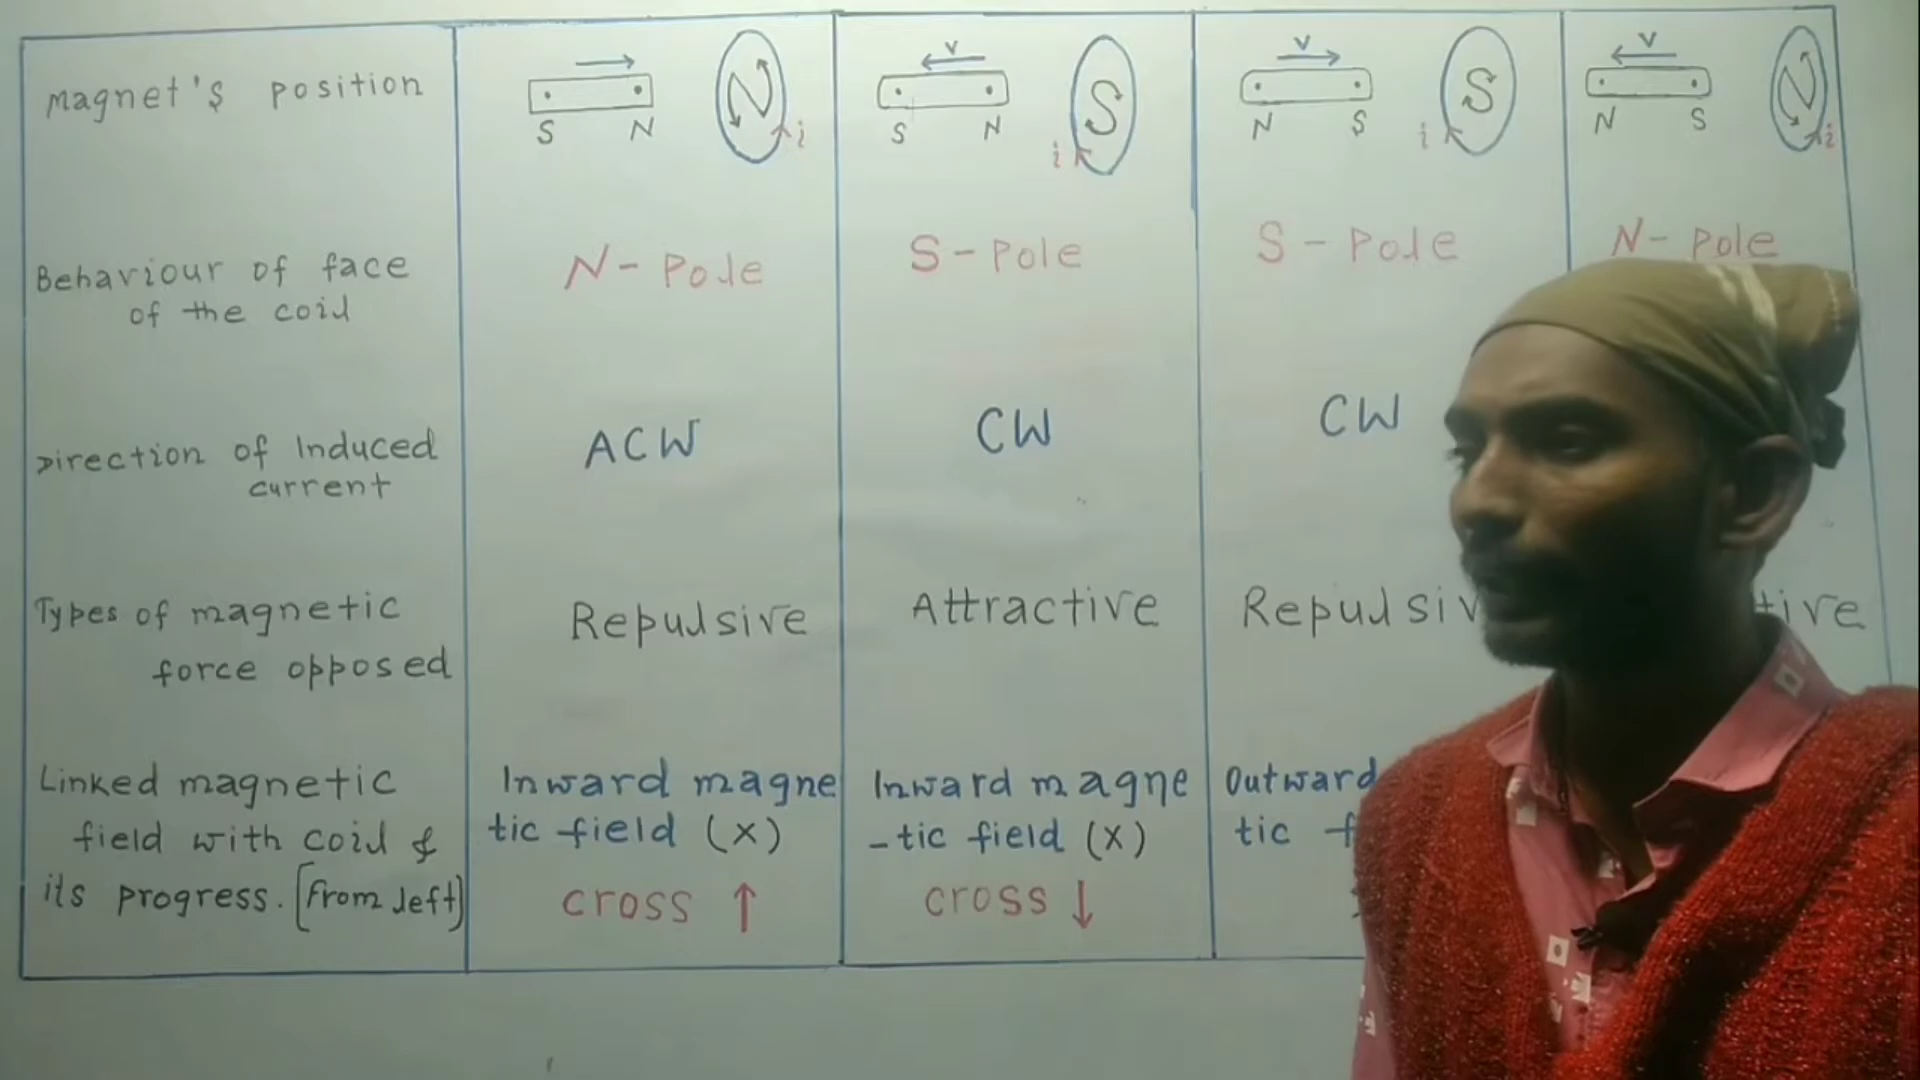 magnet's position
S N N i
v S N S i
v N S S i
v N S N i
Behaviour of face
of the coil
N-Pole
S-Pole
S-Pole
N-Pole
Direction of Induced
current
ACW
CW
CW
Types of magnetic
force opposed
Repulsive
Attractive
Linked magnetic
field with coil &
its progress. [From left]
Inward magne
tic field (x)
cross ↑
Inward magne
-tic field (x)
cross ↓
Outward
tic